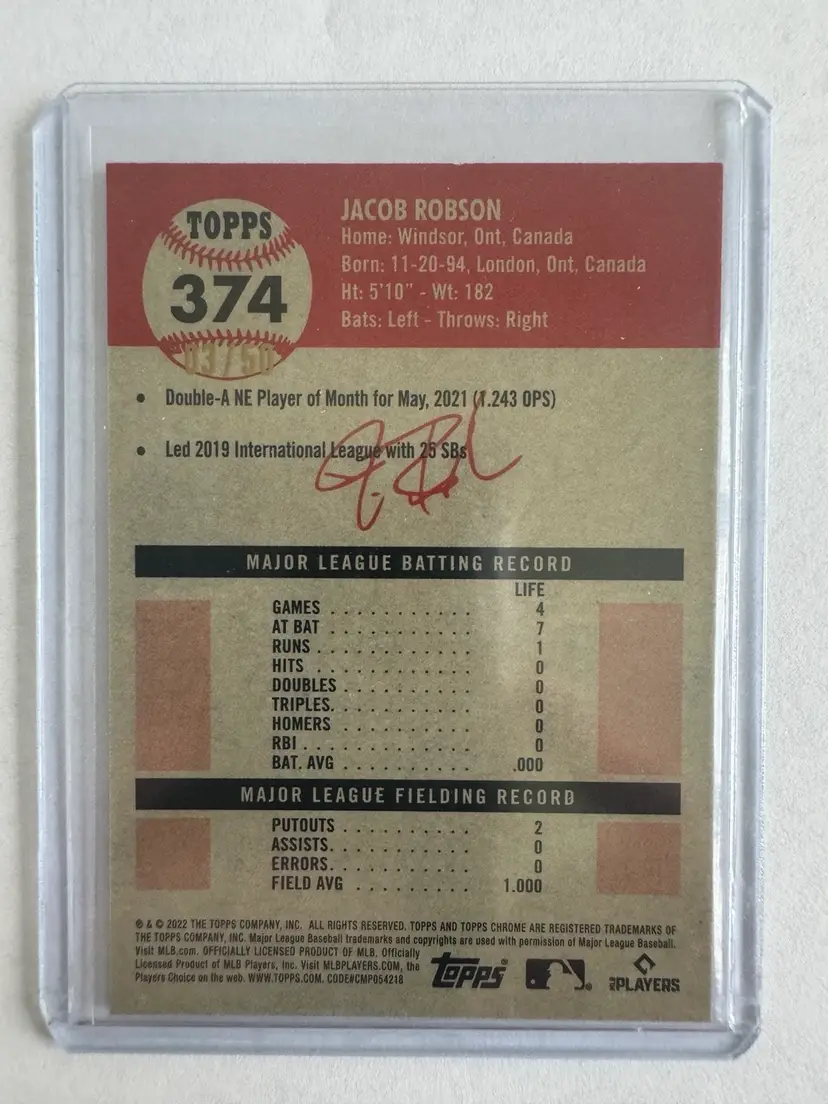 TOPPS
374
03/50
JACOB ROBSON
Home: Windsor, Ont, Canada
Born: 11-20-94, London, Ont, Canada
Ht: 5'10" - Wt: 182
Bats: Left - Throws: Right
• Double-A NE Player of Month for May, 2021 (1.243 OPS)
• Led 2019 International League with 25 SBs
MAJOR LEAGUE BATTING RECORD
LIFE
GAMES . . . . . . . . . . . 4
AT BAT . . . . . . . . . . . 7
RUNS . . . . . . . . . . . . 1
HITS . . . . . . . . . . . . 0
DOUBLES . . . . . . . . . . 0
TRIPLES. . . . . . . . . . . 0
HOMERS . . . . . . . . . . 0
RBI . . . . . . . . . . . . . 0
BAT. AVG . . . . . . . . . . .000
MAJOR LEAGUE FIELDING RECORD
PUTOUTS . . . . . . . . . . 2
ASSISTS. . . . . . . . . . . 0
ERRORS. . . . . . . . . . . 0
FIELD AVG . . . . . . . . . 1.000
® & © 2022 THE TOPPS COMPANY, INC. ALL RIGHTS RESERVED. TOPPS AND TOPPS CHROME ARE REGISTERED TRADEMARKS OF
THE TOPPS COMPANY, INC. Major League Baseball trademarks and copyrights are used with permission of Major League Baseball.
Visit MLB.com. OFFICIALLY LICENSED PRODUCT OF MLB. Officially
Licensed Product of MLB Players, Inc. Visit MLBPLAYERS.COM, the
Players Choice on the web. WWW.TOPPS.COM. CODE#CMP054218
topps®
MLB PLAYERS